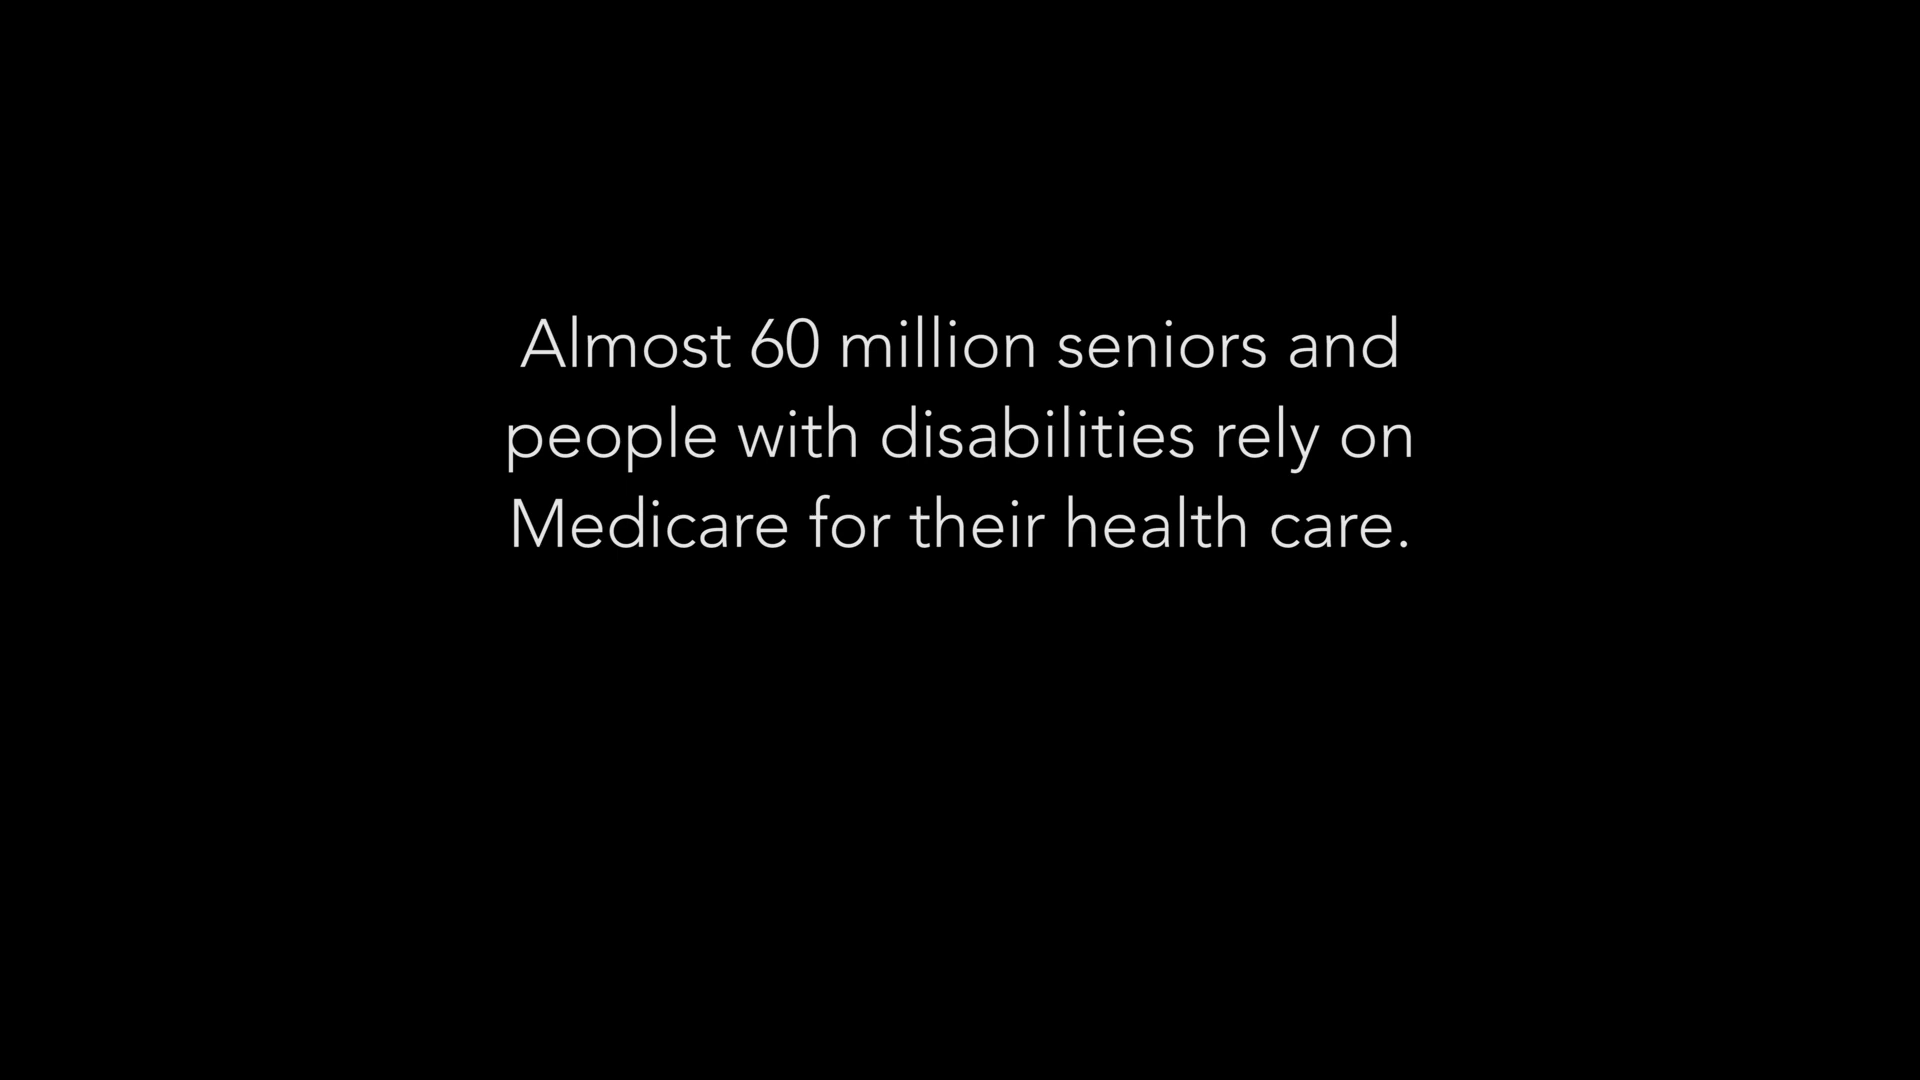 Almost 60 million seniors and
people with disabilities rely on
Medicare for their health care.